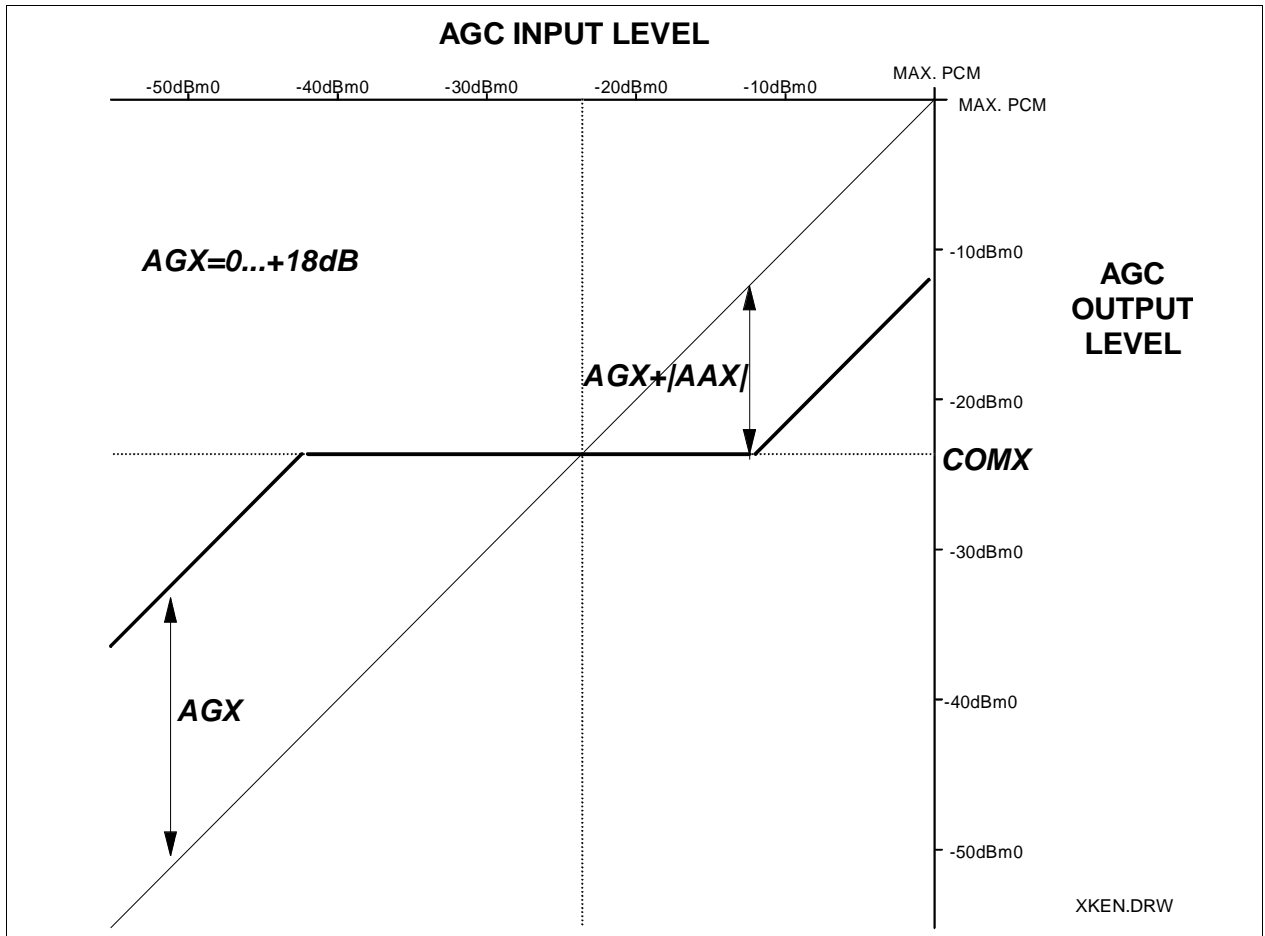 AGC INPUT LEVEL
MAX. PCM
-50dBm0 -40dBm0 -30dBm0 -20dBm0 -10dBm0
MAX. PCM
AGX=0...+18dB
-10dBm0
AGC
OUTPUT
LEVEL
AGX+|AAX|
-20dBm0
COMX
-30dBm0
AGX
-40dBm0
-50dBm0
XKEN.DRW